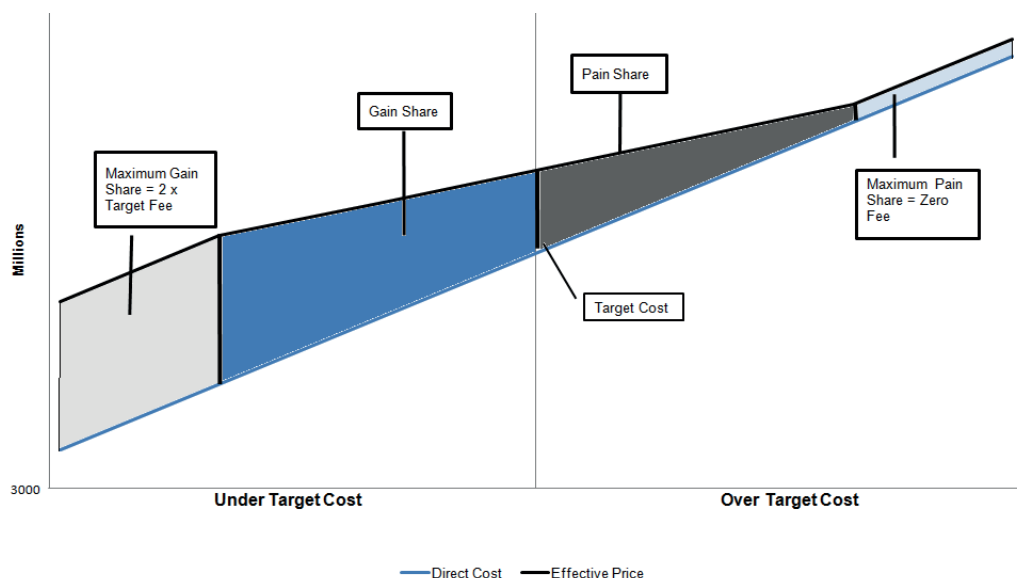 Pain Share
Gain Share
Maximum Gain
Share = 2 x
Target Fee
Maximum Pain
Share = Zero
Fee
Millions
Target Cost
3000
Under Target Cost
Over Target Cost
Direct Cost
Effective Price